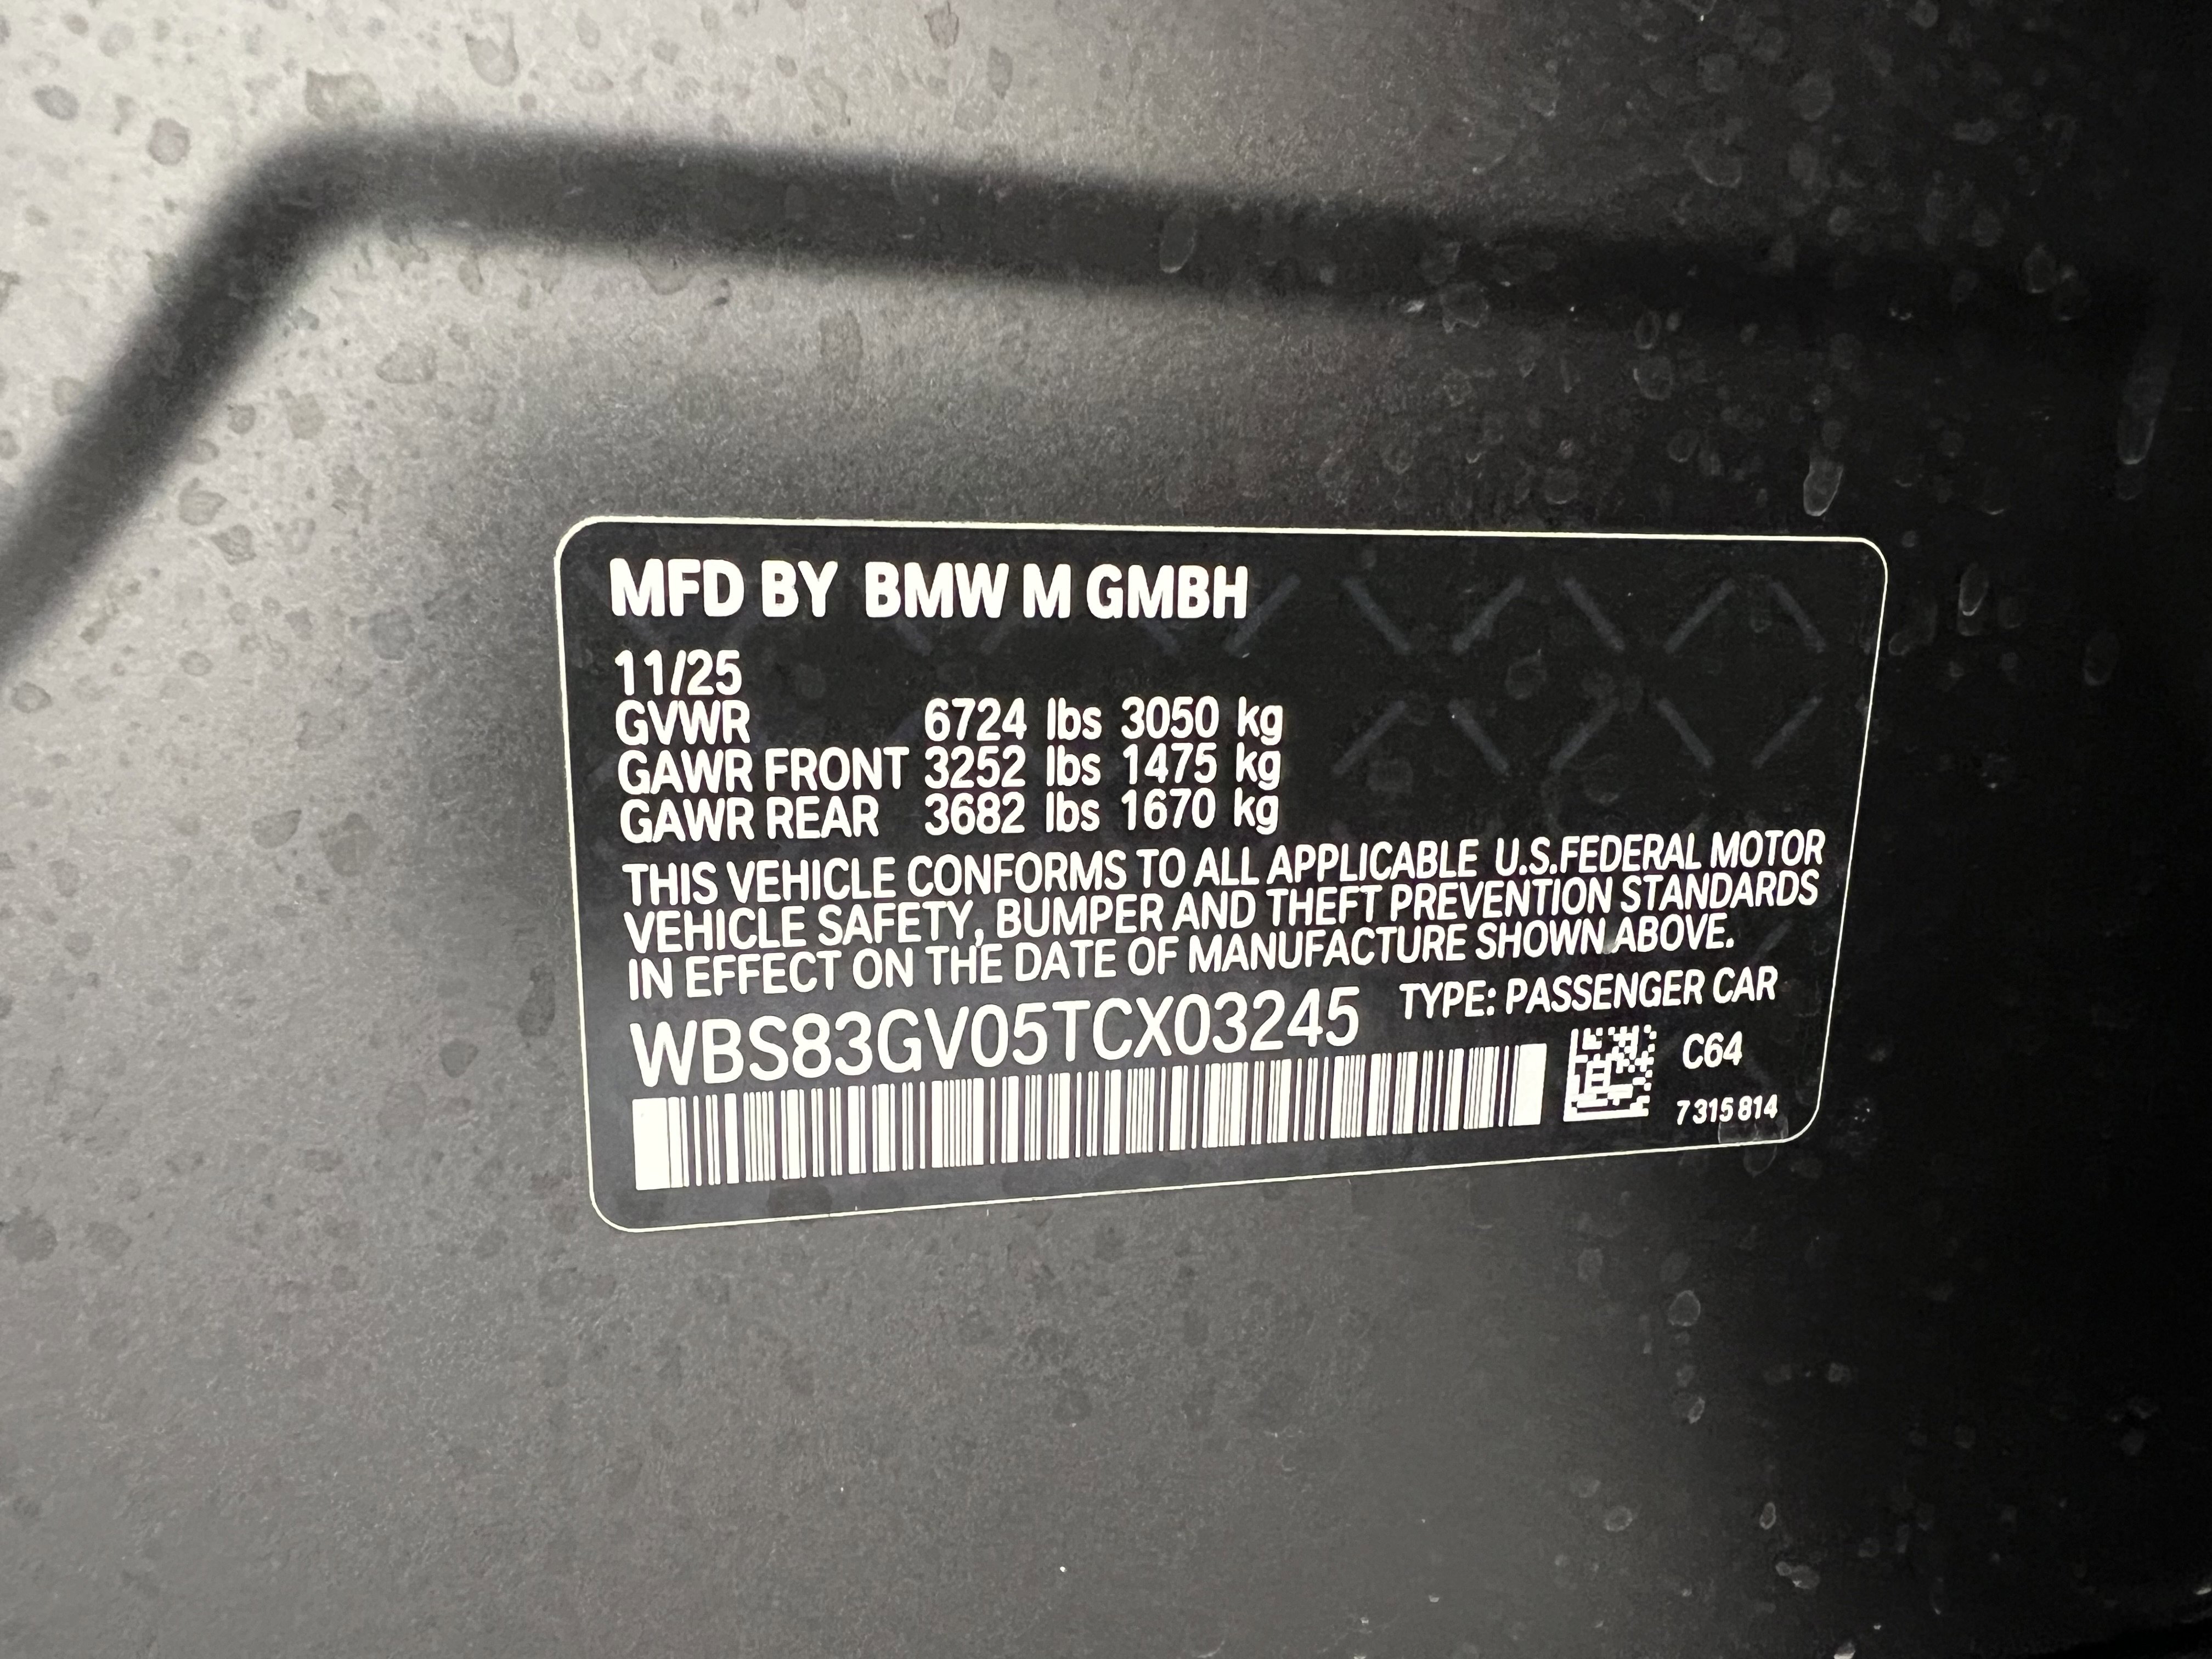 MFD BY BMW M GMBH
11/25
GVWR 6724 lbs 3050 kg
GAWR FRONT 3252 lbs 1475 kg
GAWR REAR 3682 lbs 1670 kg
THIS VEHICLE CONFORMS TO ALL APPLICABLE U.S.FEDERAL MOTOR
VEHICLE SAFETY, BUMPER AND THEFT PREVENTION STANDARDS
IN EFFECT ON THE DATE OF MANUFACTURE SHOWN ABOVE.
WBS83GV05TCX03245 TYPE: PASSENGER CAR
C64
7 315 814